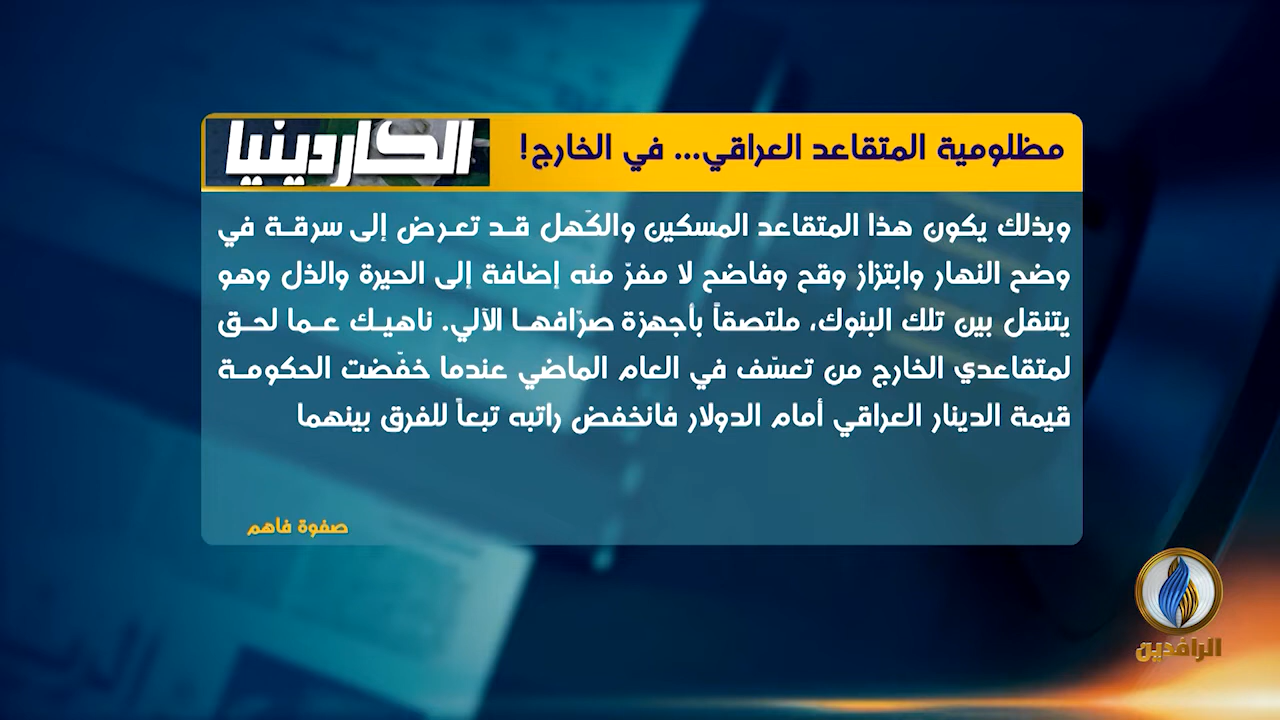 مظلومية المتقاعد العراقي... في الخارج!
الكاردينيا
وبذلك يكون هذا المتقاعد المسكين والكَهل قد تعرض إلى سرقة في
وضح النهار وابتزاز وقح وفاضح لا مفرّ منه إضافة إلى الحيرة والذل وهو
يتنقل بين تلك البنوك، ملتصقاً بأجهزة صرّافها الآلي. ناهيك عما لحق
لمتقاعدي الخارج من تعسّف في العام الماضي عندما خفّضت الحكومة
قيمة الدينار العراقي أمام الدولار فانخفض راتبه تبعاً للفرق بينهما
صفوة فاهم
الرافدين